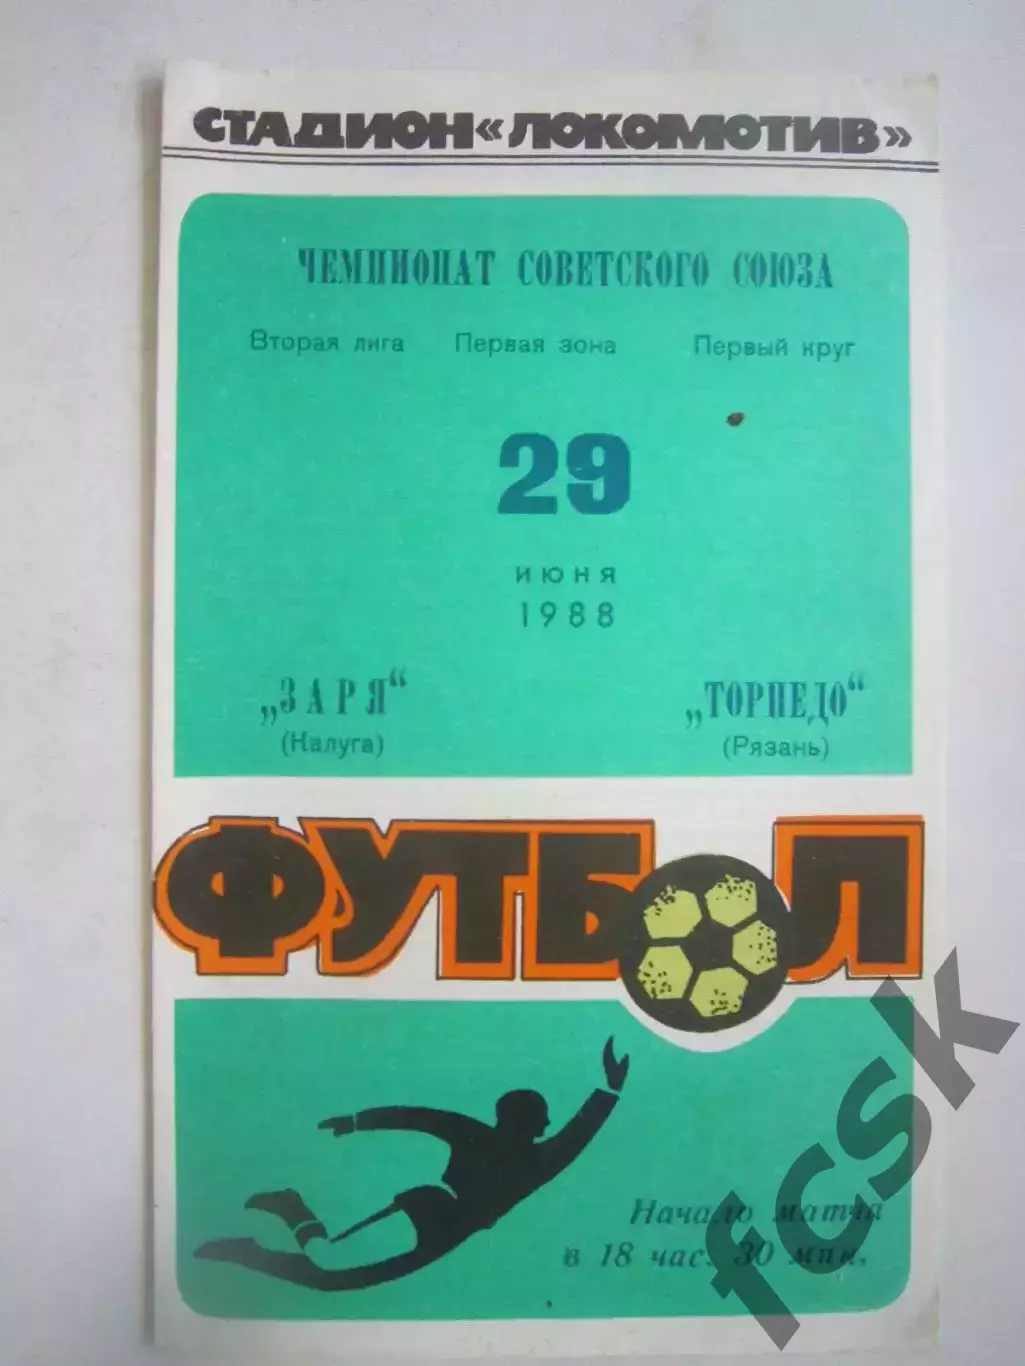 СТАДИОН «ЛОКОМОТИВ»
ЧЕМПИОНАТ СОВЕТСКОГО СОЮЗА
Вторая лига Первая зона Первый круг
29
ИЮНЯ
1988
„ЗАРЯ“ „ТОРПЕДО“
(Калуга) (Рязань)
ФУТБОЛ
Начало матча
в 18 час. 30 мин.
fcsk